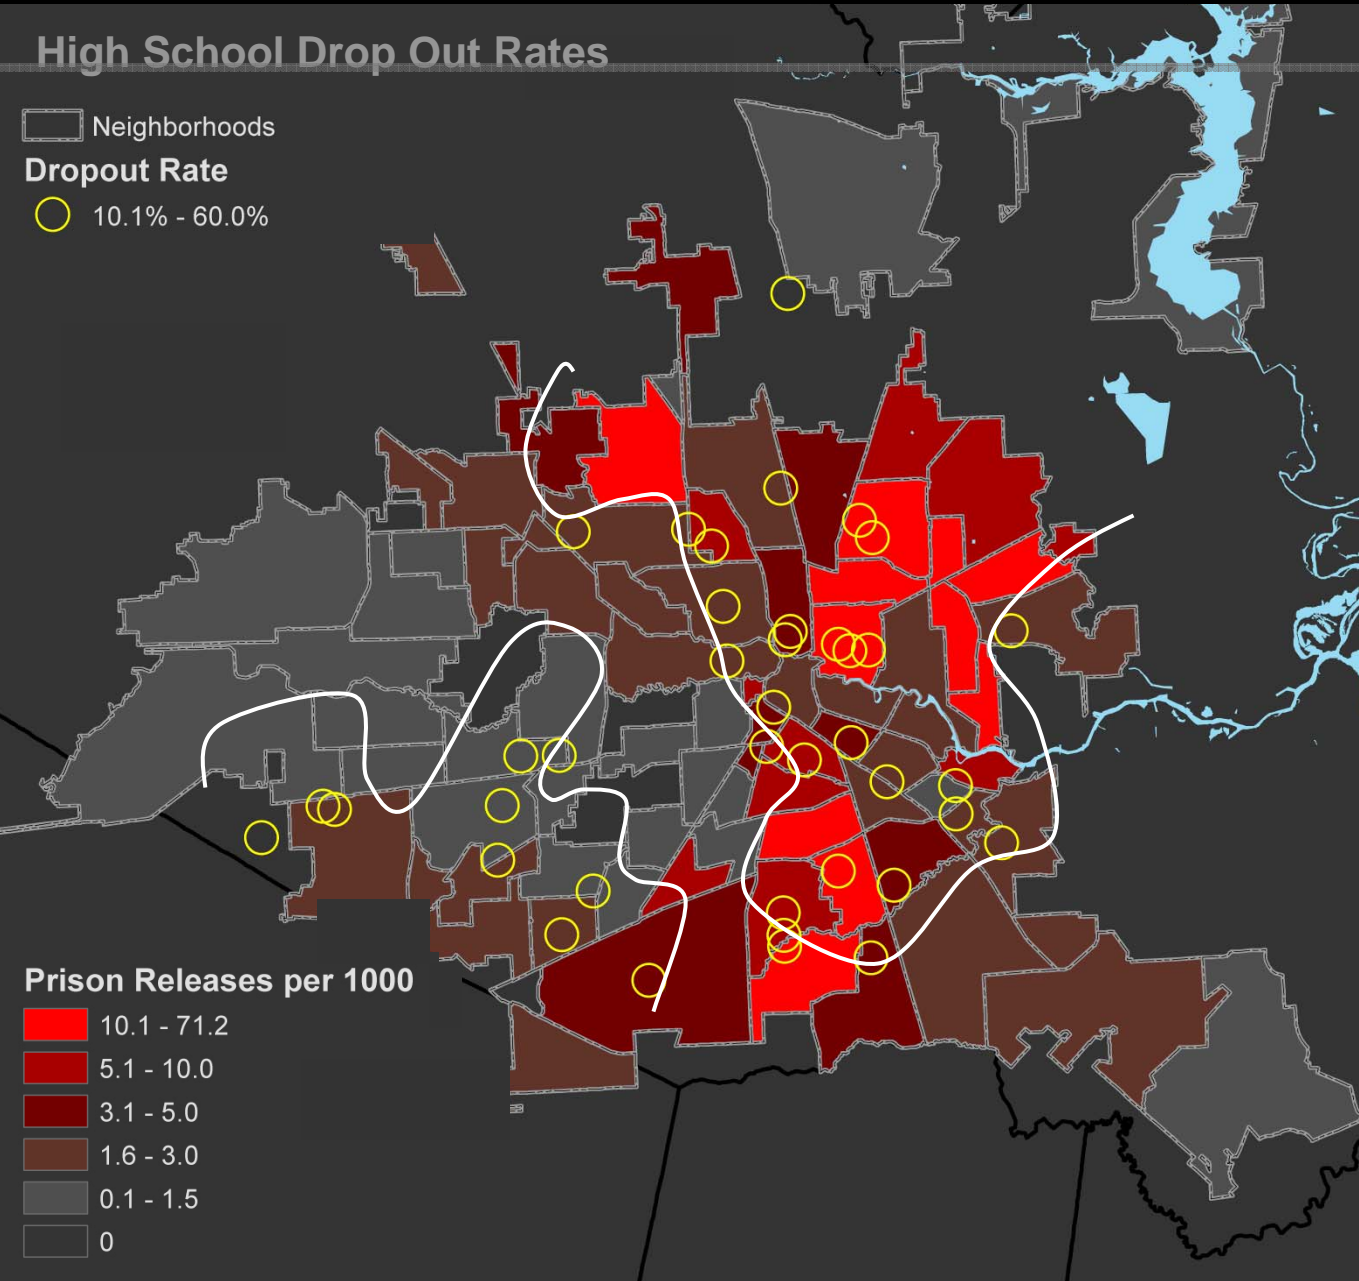 High School Drop Out Rates
Neighborhoods
Dropout Rate
10.1% - 60.0%
Prison Releases per 1000
10.1 - 71.2
5.1 - 10.0
3.1 - 5.0
1.6 - 3.0
0.1 - 1.5
0